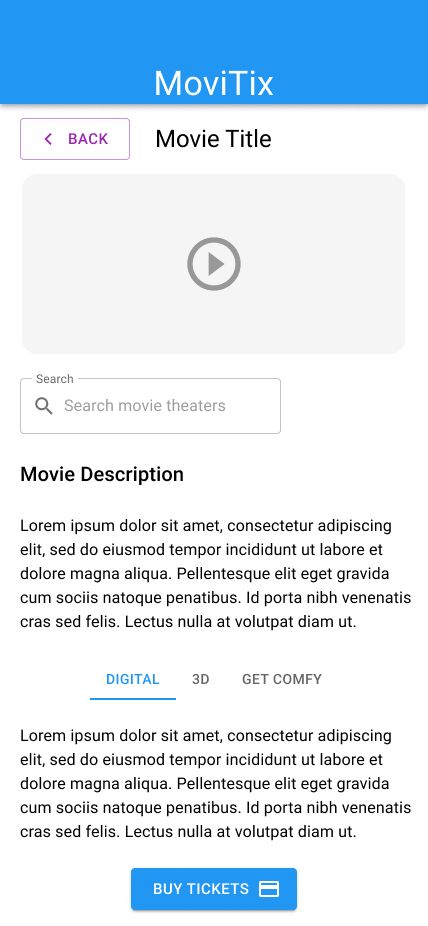 MoviTix
BACK
Movie Title
Search
Search movie theaters
Movie Description
Lorem ipsum dolor sit amet, consectetur adipiscing
elit, sed do eiusmod tempor incididunt ut labore et
dolore magna aliqua. Pellentesque elit eget gravida
cum sociis natoque penatibus. Id porta nibh venenatis
cras sed felis. Lectus nulla at volutpat diam ut.
DIGITAL 3D GET COMFY
Lorem ipsum dolor sit amet, consectetur adipiscing
elit, sed do eiusmod tempor incididunt ut labore et
dolore magna aliqua. Pellentesque elit eget gravida
cum sociis natoque penatibus. Id porta nibh venenatis
cras sed felis. Lectus nulla at volutpat diam ut.
BUY TICKETS